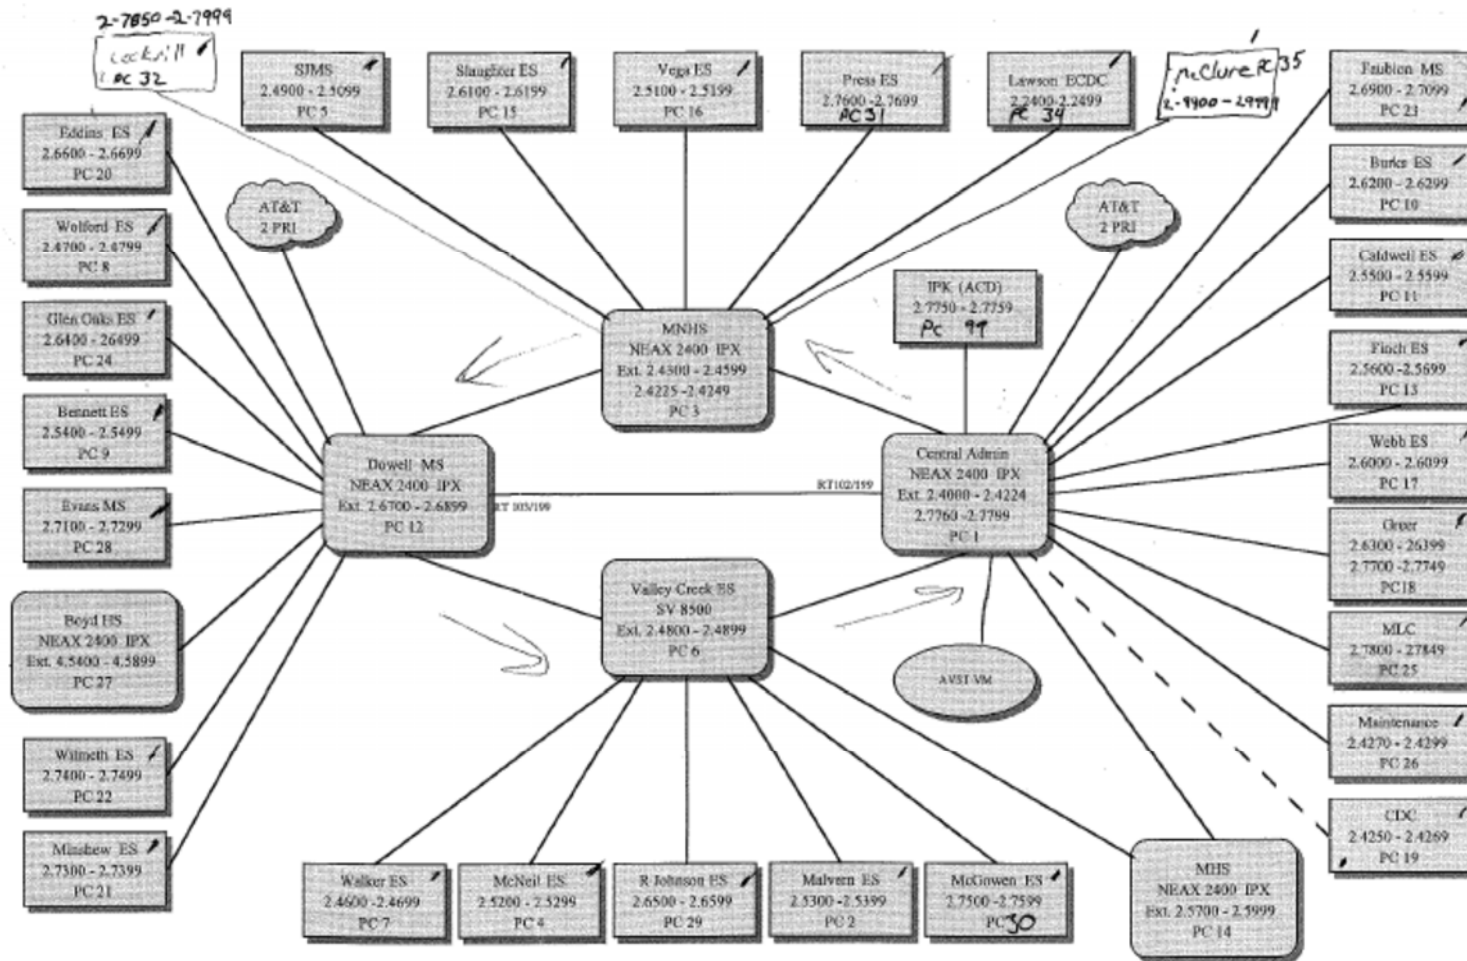 2-7850-2-7999
PC 32
SJMS
2.4900 - 2.5099
PC 5
Slaughter ES
2.6100 - 2.6199
PC 15
Vega ES
2.5100 - 2.5199
PC 16
Press ES
2.7600 -2.7699
PC 31
Lawson ECDC
2.2400-2.2499
PC 34
McClure PC 35
Faubion MS
2.6900 - 2.7099
PC 23
Eddins ES
2.6600 - 2.6699
PC 20
AT&T
2 PRI
AT&T
2 PRI
Burks ES
2.6200 - 2.6299
PC 10
Wolford ES
2.4700 - 2.4799
PC 8
Caldwell ES
2.5500 - 2.5599
PC 11
IPK (ACD)
2.7750 - 2.7759
PC 99
Glen Oaks ES
2.6400 - 26499
PC 24
MNHS
NEAX 2400 IPX
Ext. 2.4300 - 2.4599
2.4225 -2.4249
PC 3
Finch ES
2.5600 -2.5699
PC 13
Bennett ES
2.5400 - 2.5499
PC 9
Dowell MS
NEAX 2400 IPX
Ext. 2.6700 - 2.6899
PC 12
Central Admin
NEAX 2400 IPX
Ext. 2.4000 - 2.4224
2.7760 -2.7799
PC 1
Webb ES
2.6000 - 2.6099
PC 17
RT102/199
RT 103/199
Evans MS
2.7100 - 2.7299
PC 28
Greer
2.6300 - 26399
2.7700 -2.7749
PC18
Valley Creek ES
SV 8500
Ext. 2.4800 - 2.4899
PC 6
Boyd HS
NEAX 2400 IPX
Ext. 4.5400 - 4.5899
PC 27
MLC
2.7800 - 27849
PC 25
AVST VM
Maintenance
2.4270 - 2.4299
PC 26
Wilmeth ES
2.7400 - 2.7499
PC 22
CDC
2.4250 - 2.4269
PC 19
Minshew ES
2.7300 - 2.7399
PC 21
Walker ES
2.4600 - 2.4699
PC 7
McNeil ES
2.5200 - 2.5299
PC 4
R Johnson ES
2.6500 - 2.6599
PC 29
Malvern ES
2.5300 -2.5399
PC 2
McGowen ES
2.7500 -2.7599
PC 30
MHS
NEAX 2400 IPX
Ext. 2.5700 - 2.5999
PC 14